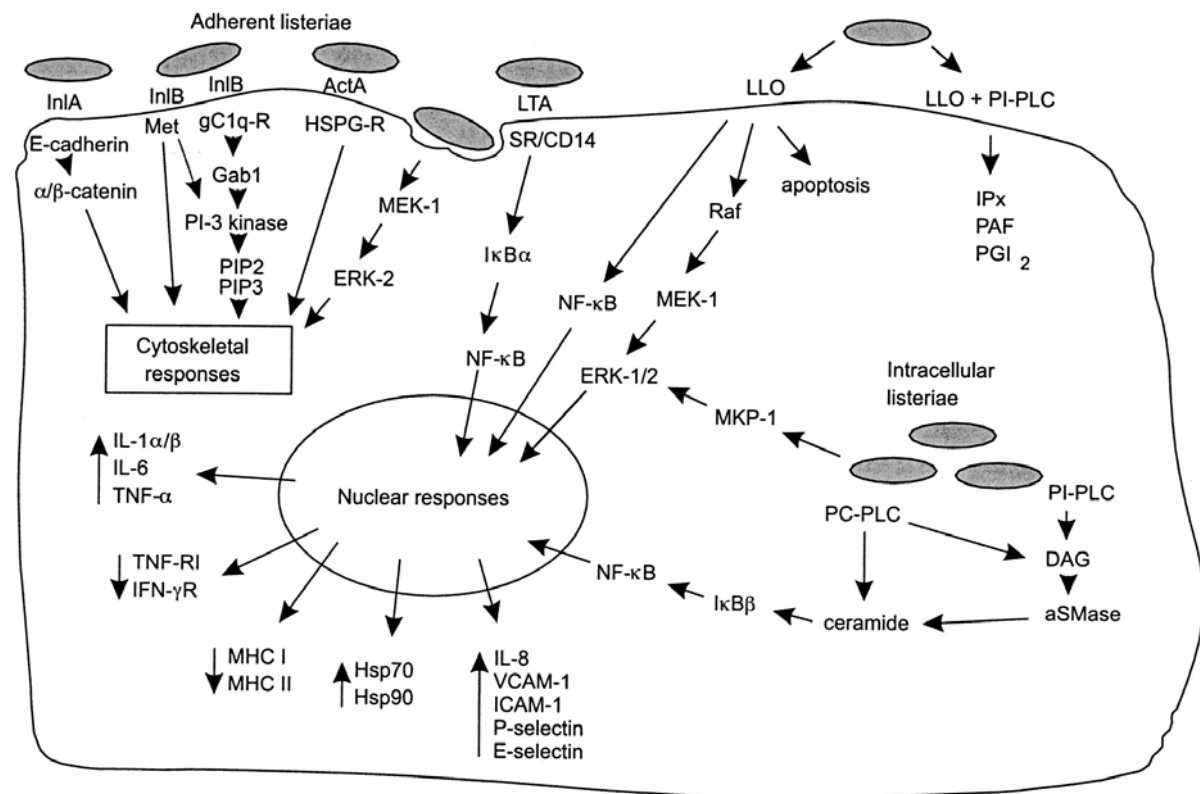 Adherent listeriae
InlA
InlB
InlB
ActA
LTA
LLO
LLO + PI-PLC
E-cadherin
Met
gC1q-R
HSPG-R
SR/CD14
α/β-catenin
Gab1
MEK-1
Raf
apoptosis
IPx
PAF
PGI 2
PI-3 kinase
PIP2
PIP3
ERK-2
IκBα
NF-κB
MEK-1
Cytoskeletal
responses
NF-κB
ERK-1/2
MKP-1
Intracellular
listeriae
IL-1α/β
IL-6
TNF-α
Nuclear responses
PC-PLC
PI-PLC
DAG
aSMase
ceramide
IκBβ
NF-κB
TNF-RI
IFN-γR
MHC I
MHC II
Hsp70
Hsp90
IL-8
VCAM-1
ICAM-1
P-selectin
E-selectin